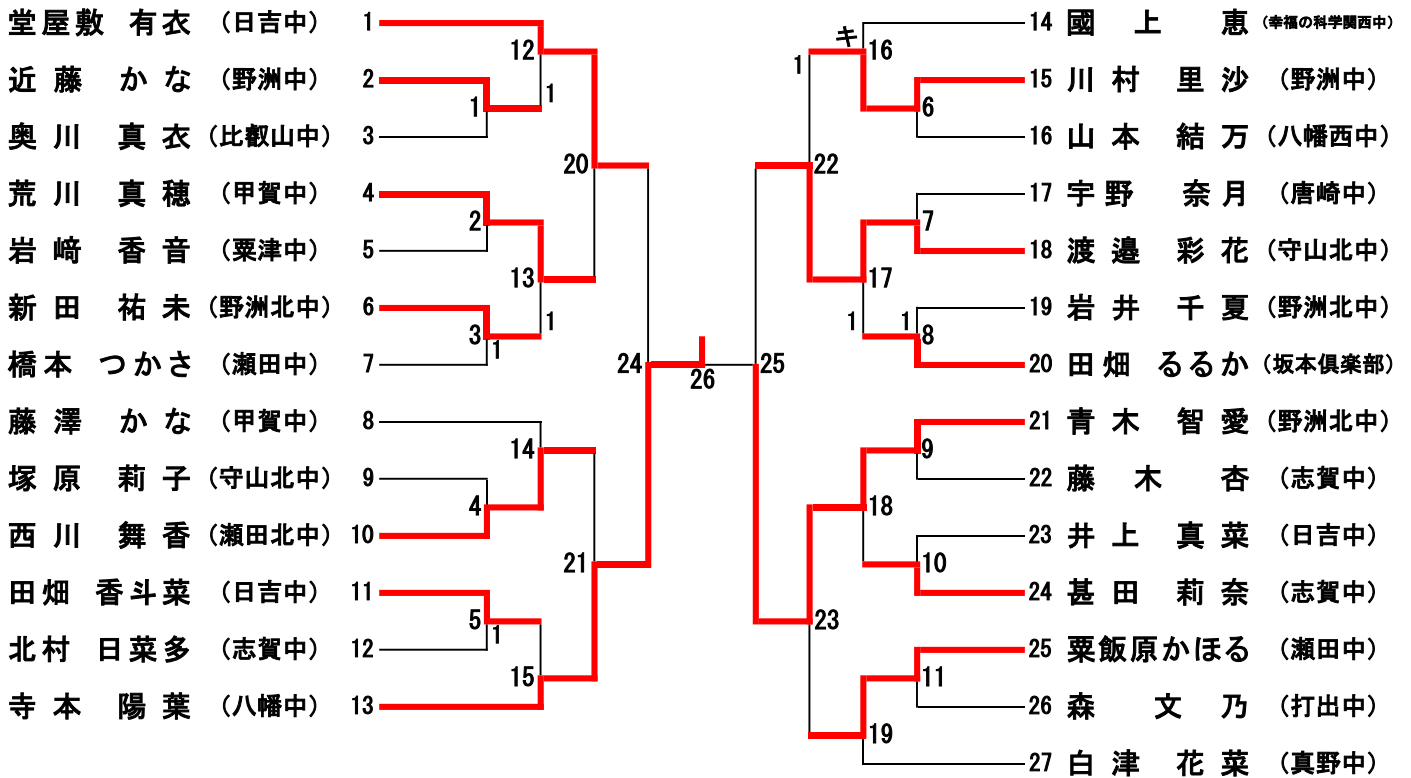 堂屋敷 有衣 (日吉中) 1
近藤 かな (野洲中) 2
奥川 真衣 (比叡山中) 3
荒川 真穂 (甲賀中) 4
岩﨑 香音 (粟津中) 5
新田 祐未 (野洲北中) 6
橋本 つかさ (瀬田中) 7
藤澤 かな (甲賀中) 8
塚原 莉子 (守山北中) 9
西川 舞香 (瀬田北中) 10
田畑 香斗菜 (日吉中) 11
北村 日菜多 (志賀中) 12
寺本 陽葉 (八幡中) 13
12
1 1
20
2
13
3 1
1
24
14
4
21
5 1
15
26
25
キ 16
1
6
22
7
17
1 1 8
9
18
10
23
11
19
14 國上 恵 (幸福の科学関西中)
15 川村 里沙 (野洲中)
16 山本 結万 (八幡西中)
17 宇野 奈月 (唐崎中)
18 渡邉 彩花 (守山北中)
19 岩井 千夏 (野洲北中)
20 田畑 るるか (坂本倶楽部)
21 青木 智愛 (野洲北中)
22 藤木 杏 (志賀中)
23 井上 真菜 (日吉中)
24 甚田 莉奈 (志賀中)
25 粟飯原かほる (瀬田中)
26 森 文乃 (打出中)
27 白津 花菜 (真野中)